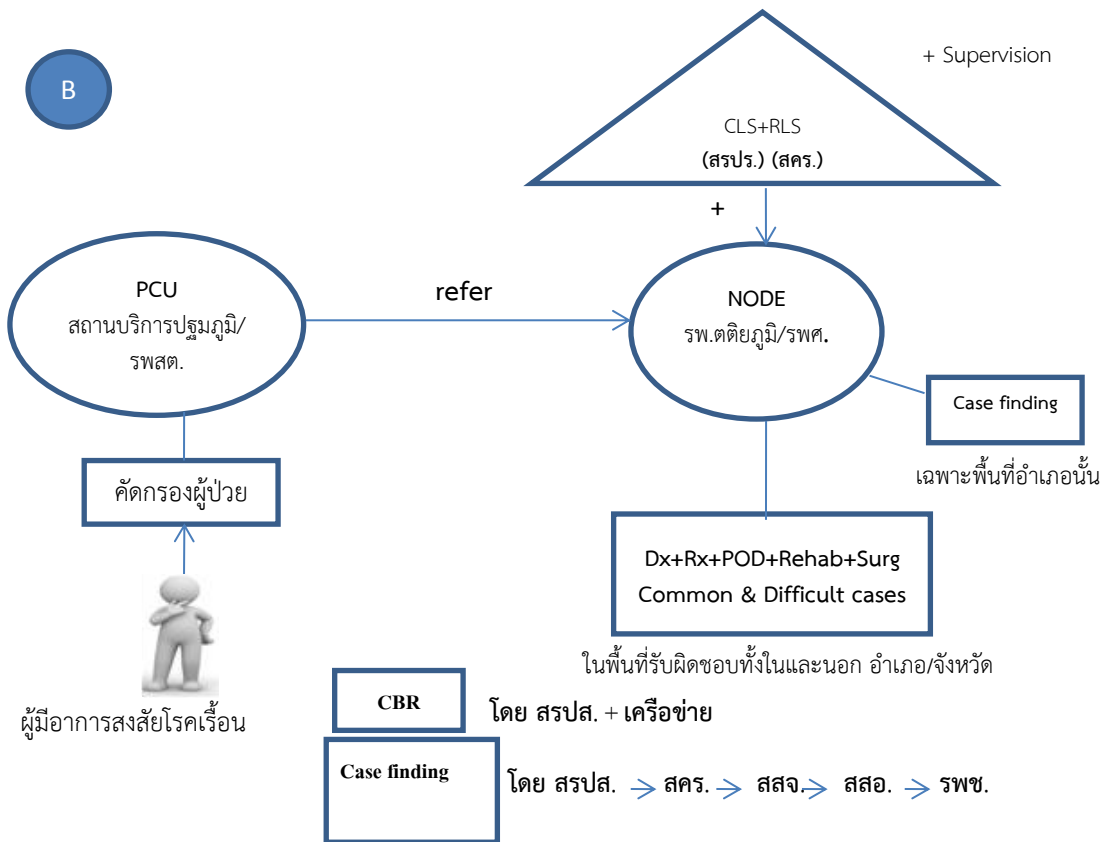 B
+ Supervision
CLS+RLS
(สรปร.) (สคร.)
+
PCU
สถานบริการปฐมภูมิ/
รพสต.
refer
NODE
รพ.ตติยภูมิ/รพศ.
Case finding
เฉพาะพื้นที่อำเภอนั้น
คัดกรองผู้ป่วย
Dx+Rx+POD+Rehab+Surg
Common & Difficult cases
ในพื้นที่รับผิดชอบทั้งในและนอก อำเภอ/จังหวัด
ผู้มีอาการสงสัยโรคเรื้อน
CBR
โดย สรปส. + เครือข่าย
Case finding
โดย สรปส. → สคร. → สสจ. → สสอ. → รพช.